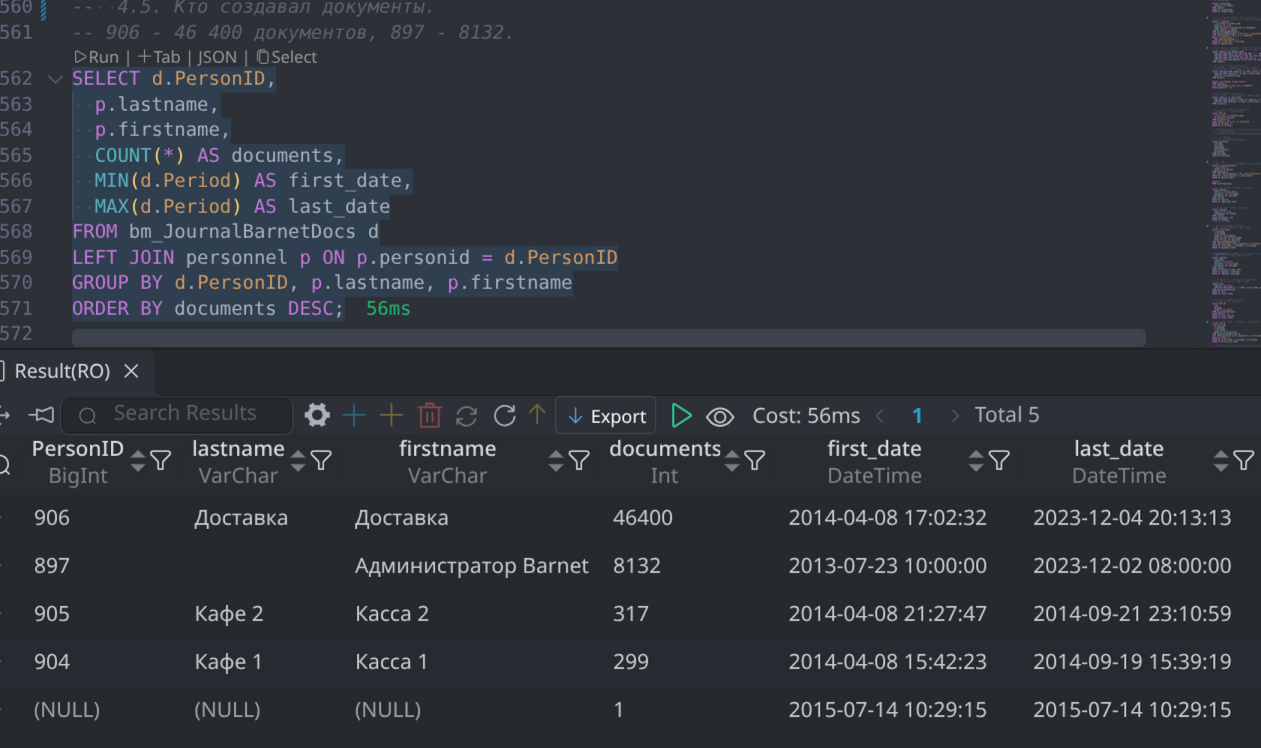 560 -- 4.5. Кто создавал документы.
561 -- 906 - 46 400 документов, 897 - 8132.
Run | +Tab | JSON | Select
562 SELECT d.PersonID,
563 p.lastname,
564 p.firstname,
565 COUNT(*) AS documents,
566 MIN(d.Period) AS first_date,
567 MAX(d.Period) AS last_date
568 FROM bm_JournalBarnetDocs d
569 LEFT JOIN personnel p ON p.personid = d.PersonID
570 GROUP BY d.PersonID, p.lastname, p.firstname
571 ORDER BY documents DESC; 56ms
572
Result(RO)
Search Results Export Cost: 56ms < 1 > Total 5
PersonID lastname firstname documents first_date last_date
BigInt VarChar VarChar Int DateTime DateTime
906 Доставка Доставка 46400 2014-04-08 17:02:32 2023-12-04 20:13:13
897 Администратор Barnet 8132 2013-07-23 10:00:00 2023-12-02 08:00:00
905 Кафе 2 Касса 2 317 2014-04-08 21:27:47 2014-09-21 23:10:59
904 Кафе 1 Касса 1 299 2014-04-08 15:42:23 2014-09-19 15:39:19
(NULL) (NULL) (NULL) 1 2015-07-14 10:29:15 2015-07-14 10:29:15